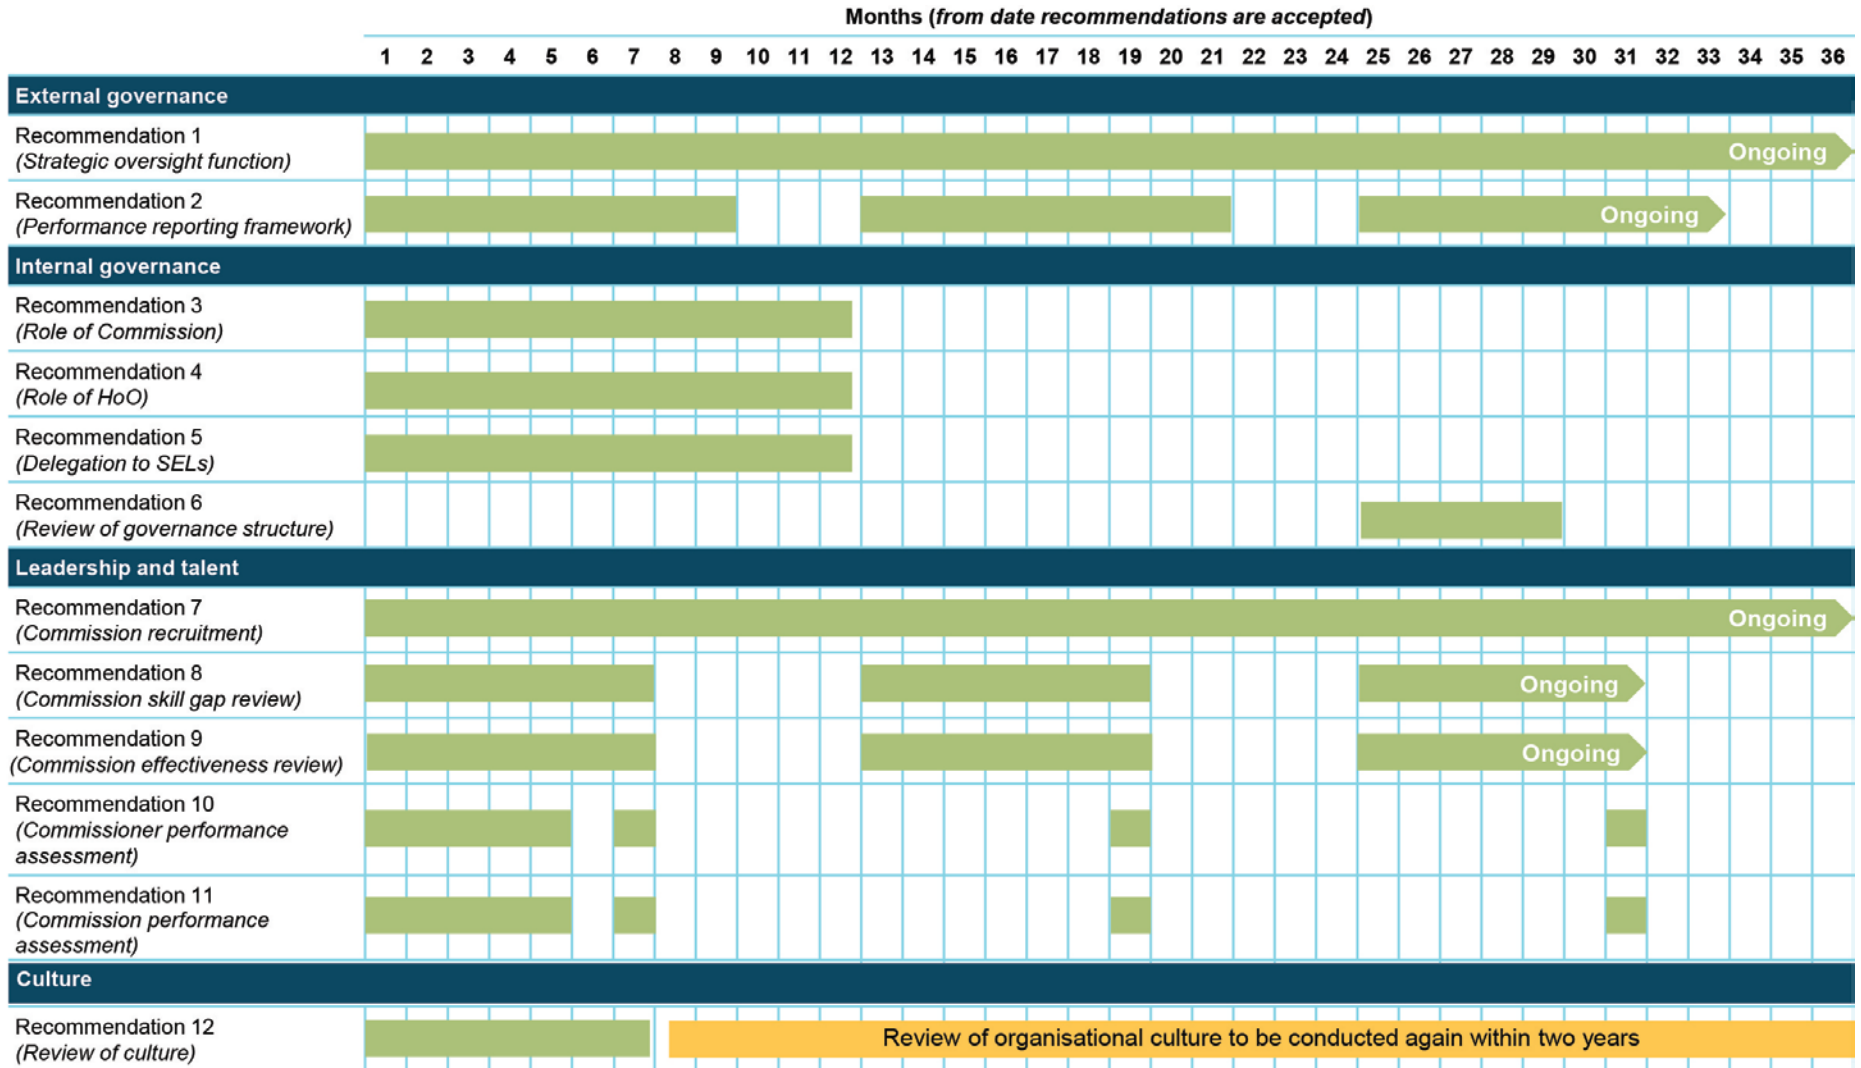 Months (from date recommendations are accepted)
1 2 3 4 5 6 7 8 9 10 11 12 13 14 15 16 17 18 19 20 21 22 23 24 25 26 27 28 29 30 31 32 33 34 35 36
External governance
Recommendation 1
(Strategic oversight function)
Ongoing
Recommendation 2
(Performance reporting framework)
Ongoing
Internal governance
Recommendation 3
(Role of Commission)
Recommendation 4
(Role of HoO)
Recommendation 5
(Delegation to SELs)
Recommendation 6
(Review of governance structure)
Leadership and talent
Recommendation 7
(Commission recruitment)
Ongoing
Recommendation 8
(Commission skill gap review)
Ongoing
Recommendation 9
(Commission effectiveness review)
Ongoing
Recommendation 10
(Commissioner performance
assessment)
Recommendation 11
(Commission performance
assessment)
Culture
Recommendation 12
(Review of culture)
Review of organisational culture to be conducted again within two years